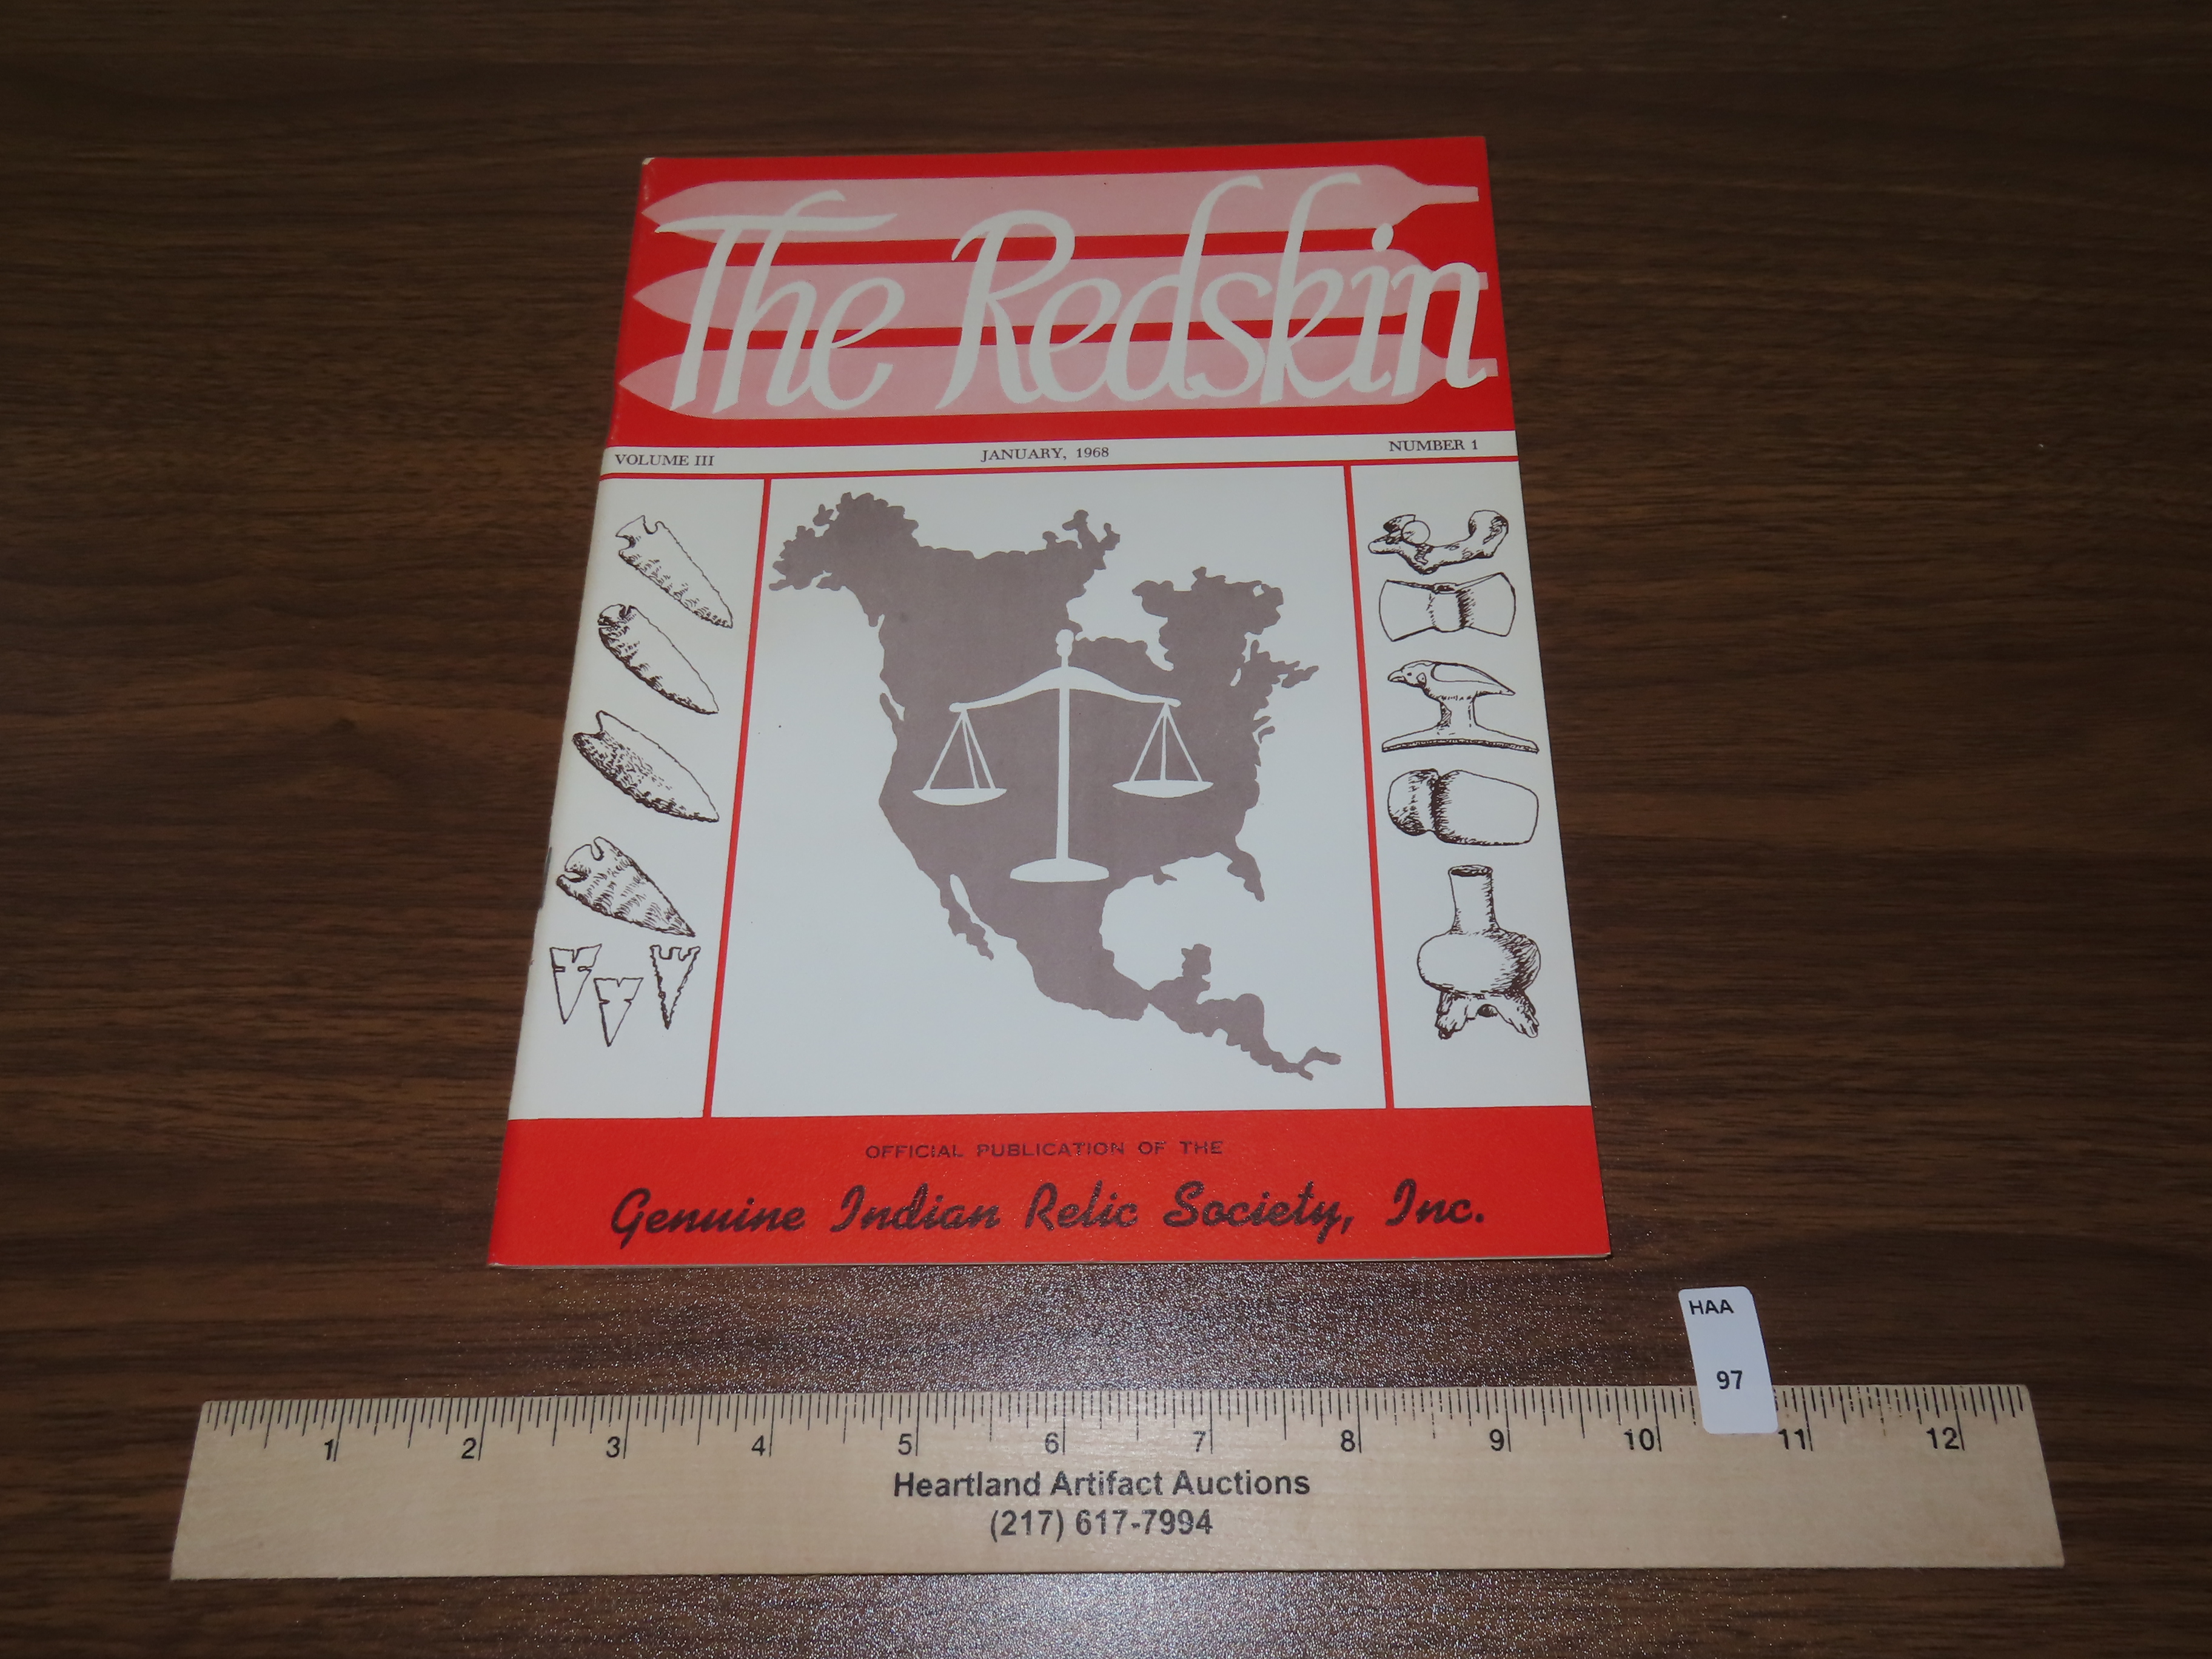 The Redskin
VOLUME III JANUARY, 1968 NUMBER 1
OFFICIAL PUBLICATION OF THE
Genuine Indian Relic Society, Inc.
HAA
97
1 2 3 4 5 6 7 8 9 10 11 12
Heartland Artifact Auctions
(217) 617-7994